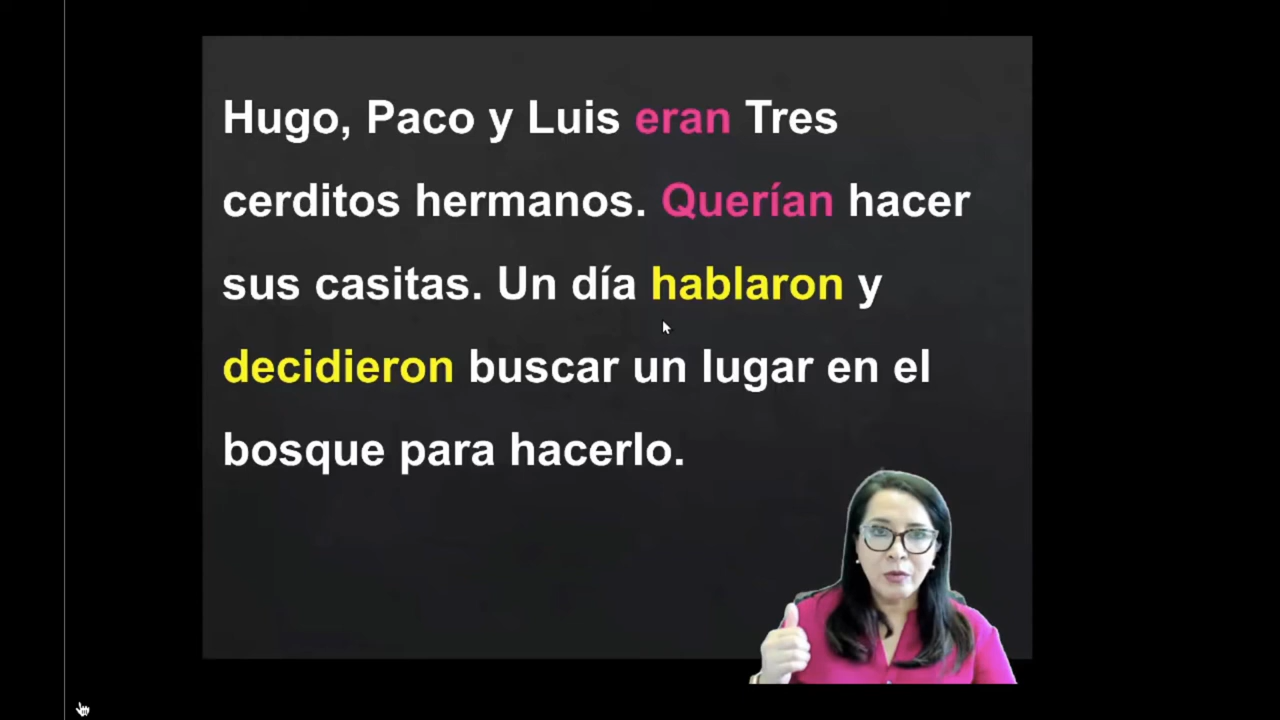 Hugo, Paco y Luis eran Tres
cerditos hermanos. Querían hacer
sus casitas. Un día hablaron y
decidieron buscar un lugar en el
bosque para hacerlo.